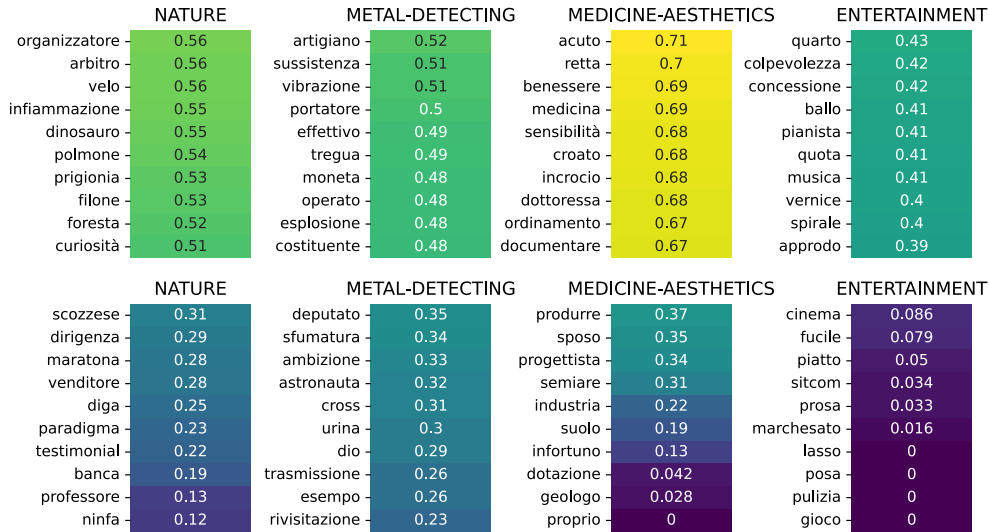 NATURE METAL-DETECTING MEDICINE-AESTHETICS ENTERTAINMENT
organizzatore 0.56 artigiano 0.52 acuto 0.71 quarto 0.43
arbitro 0.56 sussistenza 0.51 retta 0.7 colpevolezza 0.42
velo 0.56 vibrazione 0.51 benessere 0.69 concessione 0.42
infiammazione 0.55 portatore 0.5 medicina 0.69 ballo 0.41
dinosauro 0.55 effettivo 0.49 sensibilità 0.68 pianista 0.41
polmone 0.54 tregua 0.49 croato 0.68 quota 0.41
prigionia 0.53 moneta 0.48 incrocio 0.68 musica 0.41
filone 0.53 operato 0.48 dottoressa 0.68 vernice 0.4
foresta 0.52 esplosione 0.48 ordinamento 0.67 spirale 0.4
curiosità 0.51 costituente 0.48 documentare 0.67 approdo 0.39
NATURE METAL-DETECTING MEDICINE-AESTHETICS ENTERTAINMENT
scozzese 0.31 deputato 0.35 produrre 0.37 cinema 0.086
dirigenza 0.29 sfumatura 0.34 sposo 0.35 fucile 0.079
maratona 0.28 ambizione 0.33 progettista 0.34 piatto 0.05
venditore 0.28 astronauta 0.32 semiare 0.31 sitcom 0.034
diga 0.25 cross 0.31 industria 0.22 prosa 0.033
paradigma 0.23 urina 0.3 suolo 0.19 marchesato 0.016
testimonial 0.22 dio 0.29 infortuno 0.13 lasso 0
banca 0.19 trasmissione 0.26 dotazione 0.042 posa 0
professore 0.13 esempo 0.26 geologo 0.028 pulizia 0
ninfa 0.12 rivisitazione 0.23 proprio 0 gioco 0